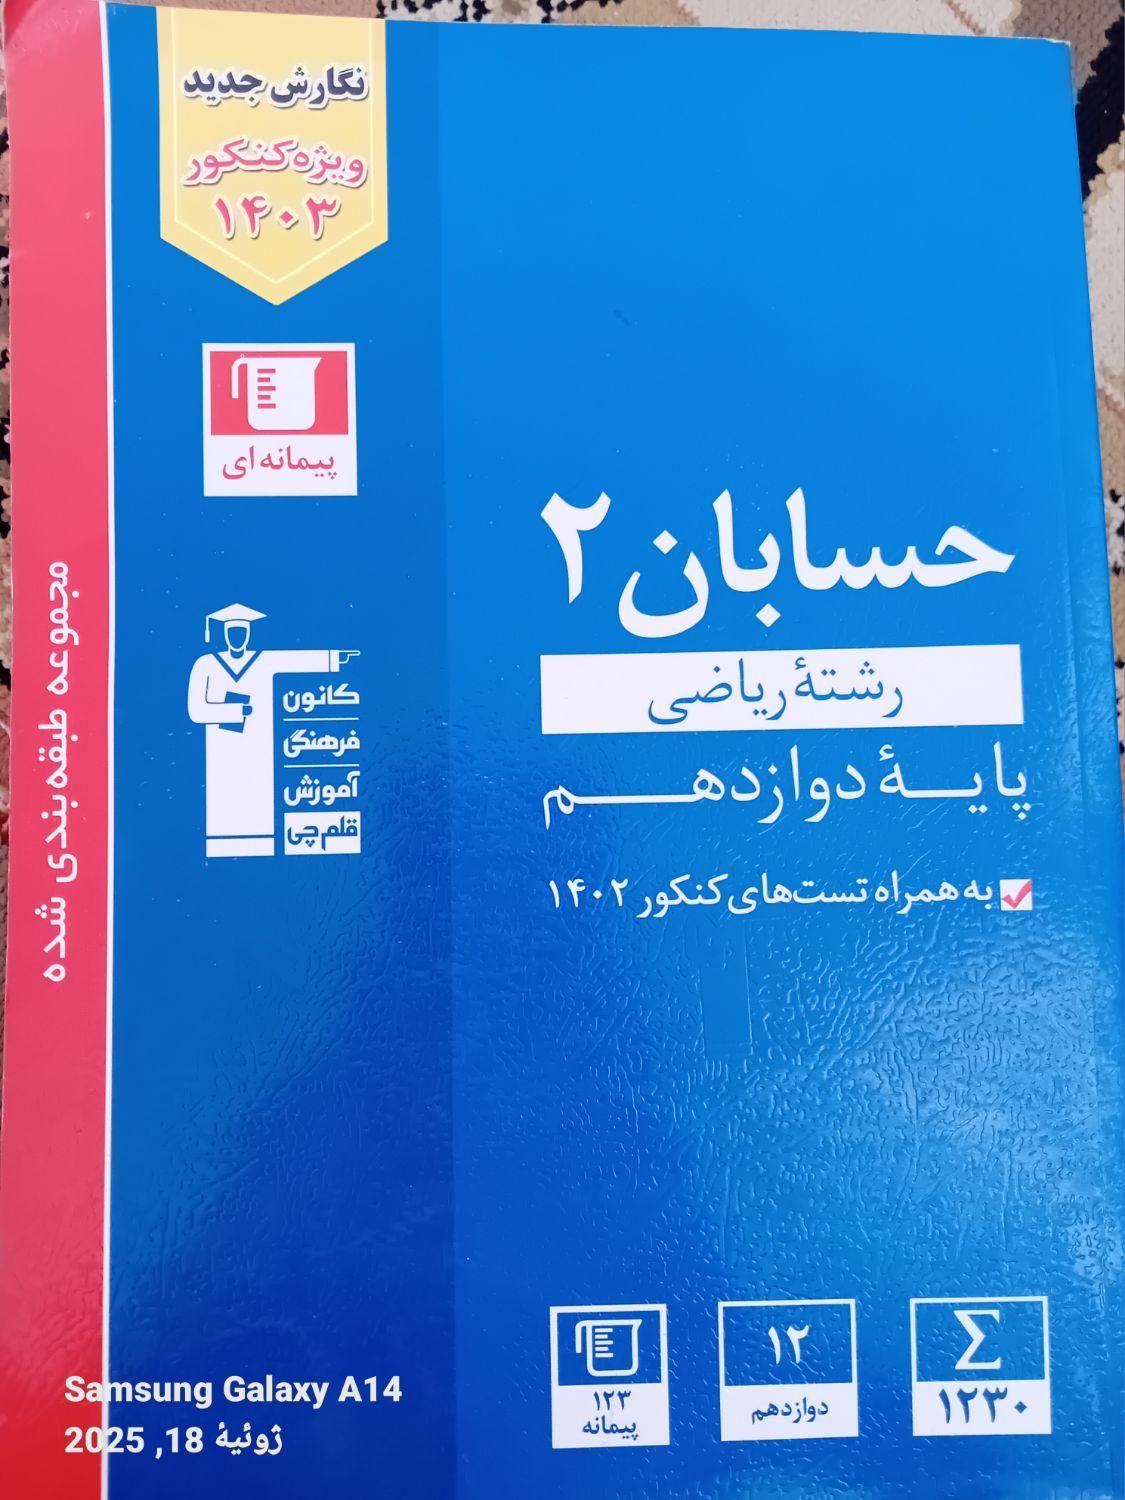 نگارش جدید
ویژه کنکور
۱۴۰۳
پیمانه‌ای
حسابان ۲
رشتهٔ ریاضی
پایهٔ دوازدهم
به همراه تست‌های کنکور ۱۴۰۲
کانون
فرهنگی
آموزش
قلم‌چی
مجموعه طبقه‌بندی شده
Σ
۱۲۳۰
۱۲
دوازدهم
۱۲۳
پیمانه
Samsung Galaxy A14
ژوئیهٔ 18, 2025